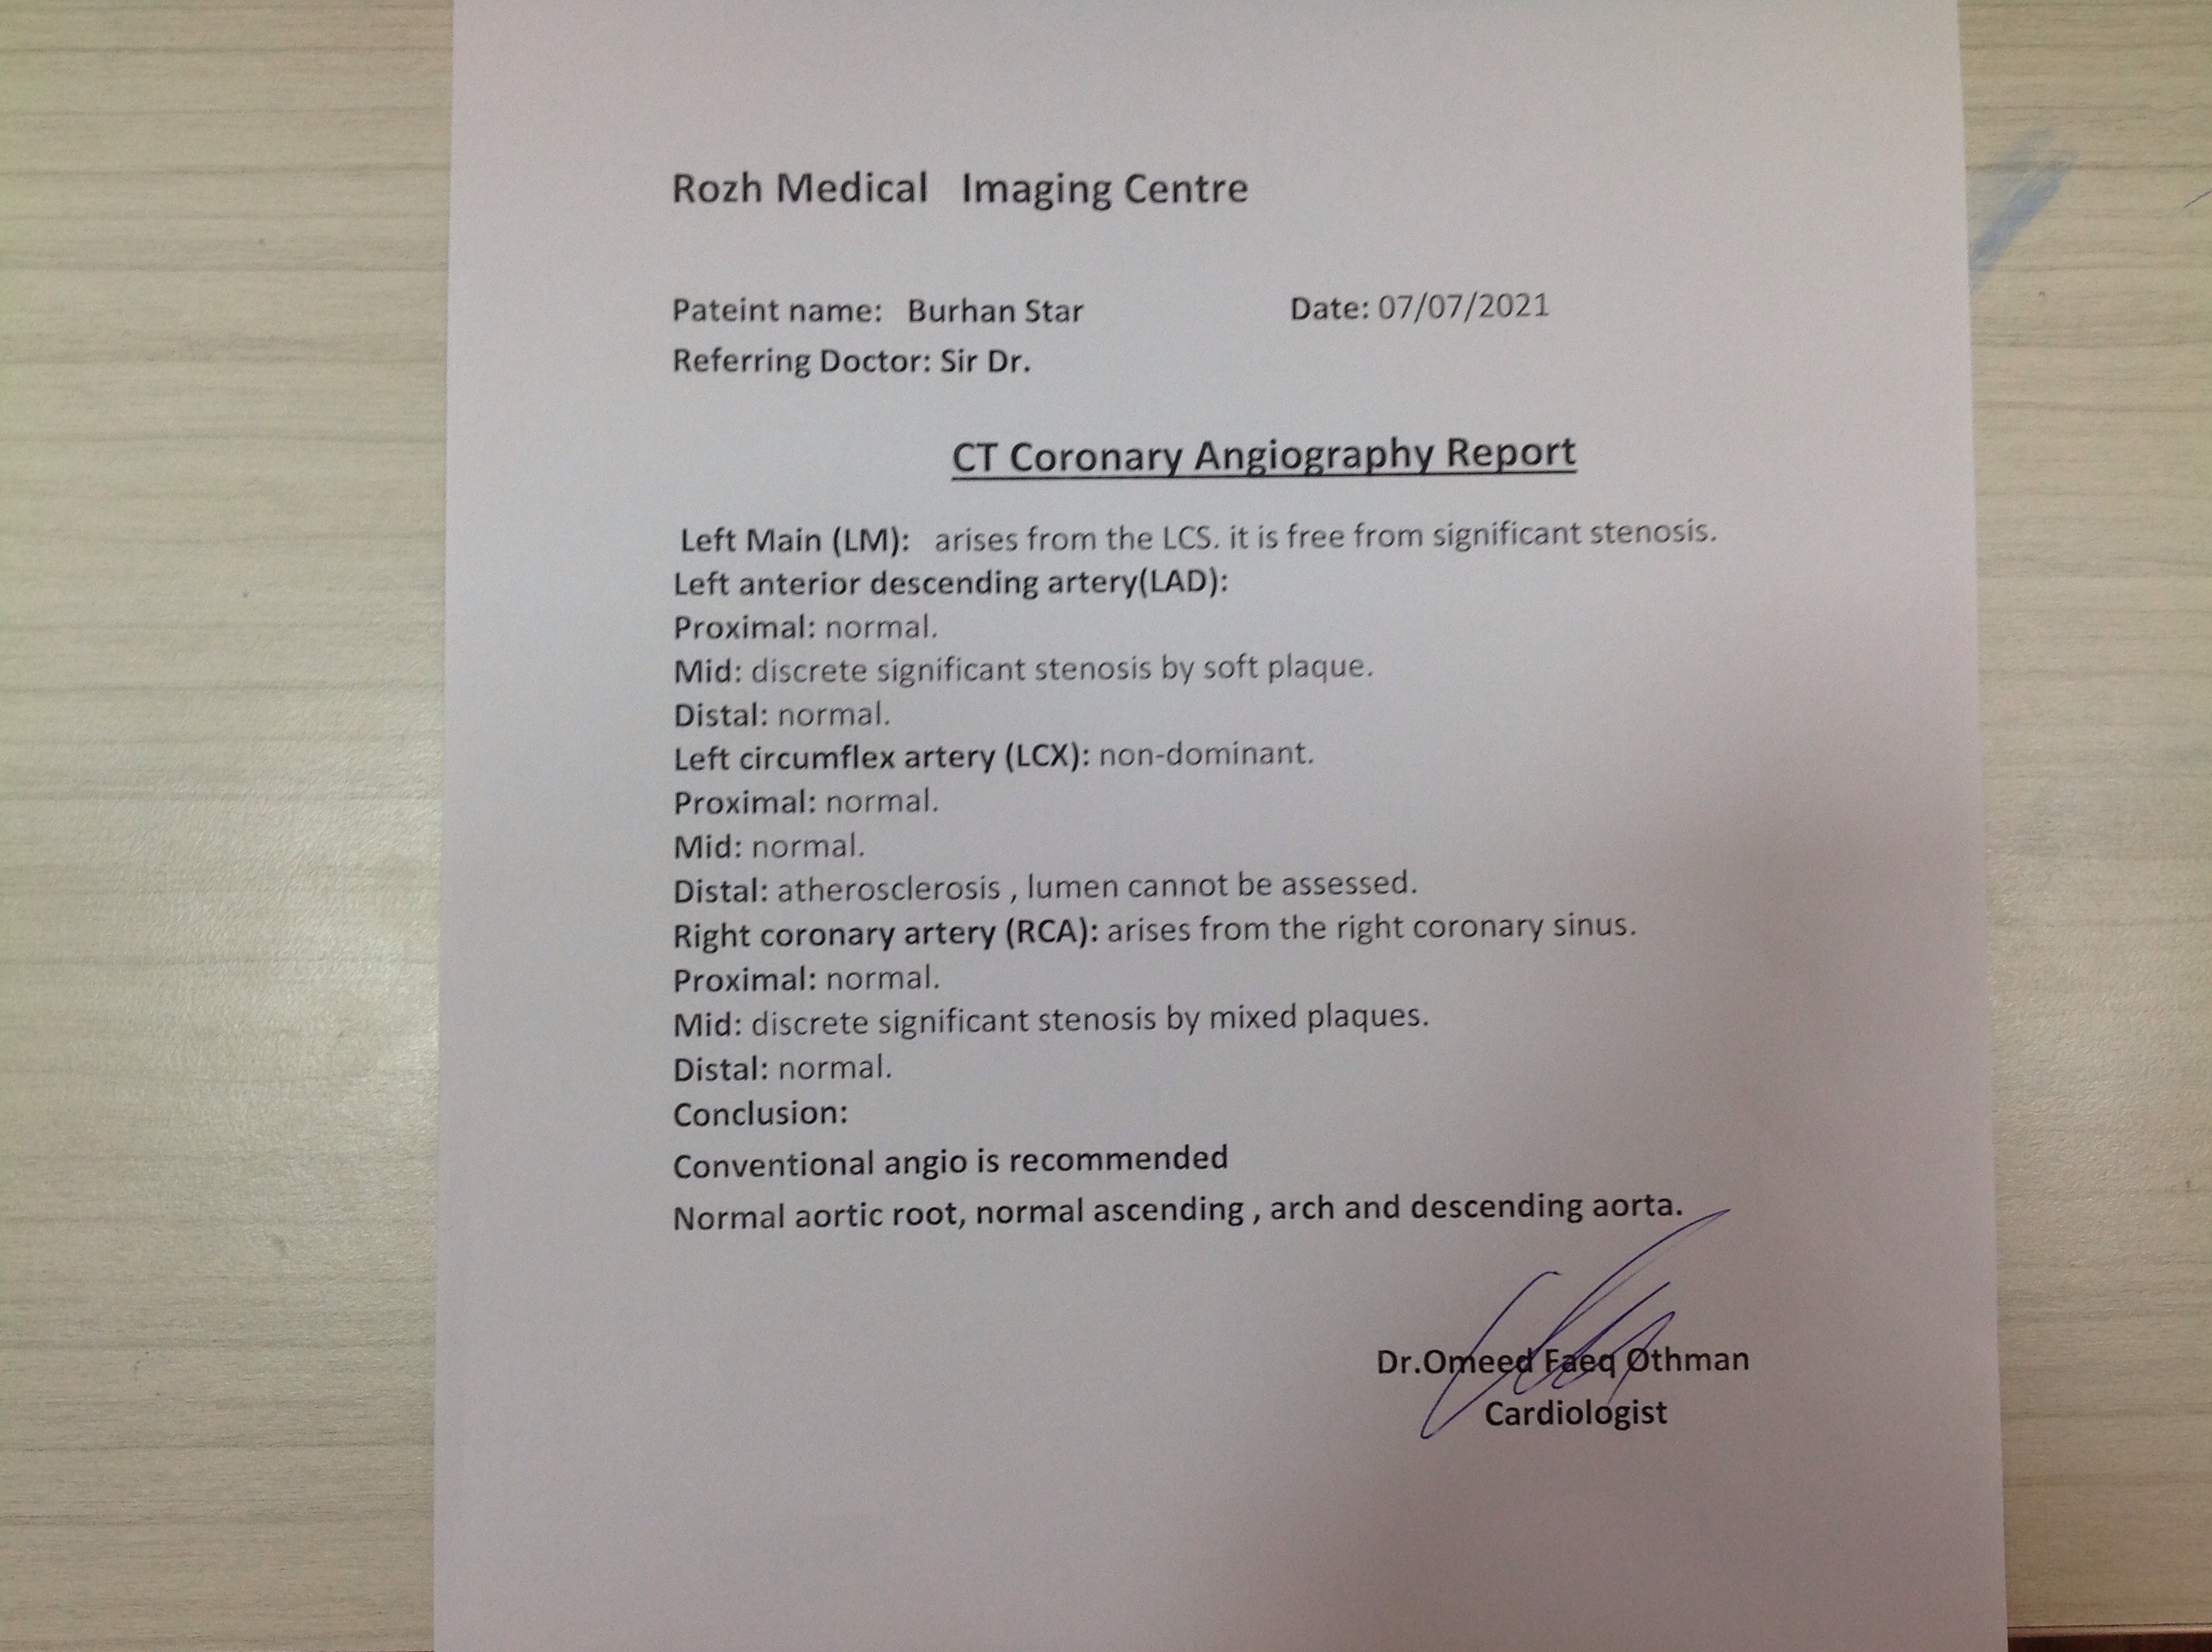 Rozh Medical Imaging Centre
Pateint name: Burhan Star Date: 07/07/2021
Referring Doctor: Sir Dr.
CT Coronary Angiography Report
Left Main (LM): arises from the LCS. it is free from significant stenosis.
Left anterior descending artery(LAD):
Proximal: normal.
Mid: discrete significant stenosis by soft plaque.
Distal: normal.
Left circumflex artery (LCX): non-dominant.
Proximal: normal.
Mid: normal.
Distal: atherosclerosis , lumen cannot be assessed.
Right coronary artery (RCA): arises from the right coronary sinus.
Proximal: normal.
Mid: discrete significant stenosis by mixed plaques.
Distal: normal.
Conclusion:
Conventional angio is recommended
Normal aortic root, normal ascending , arch and descending aorta.
Dr.Omeed Faeq Othman
Cardiologist